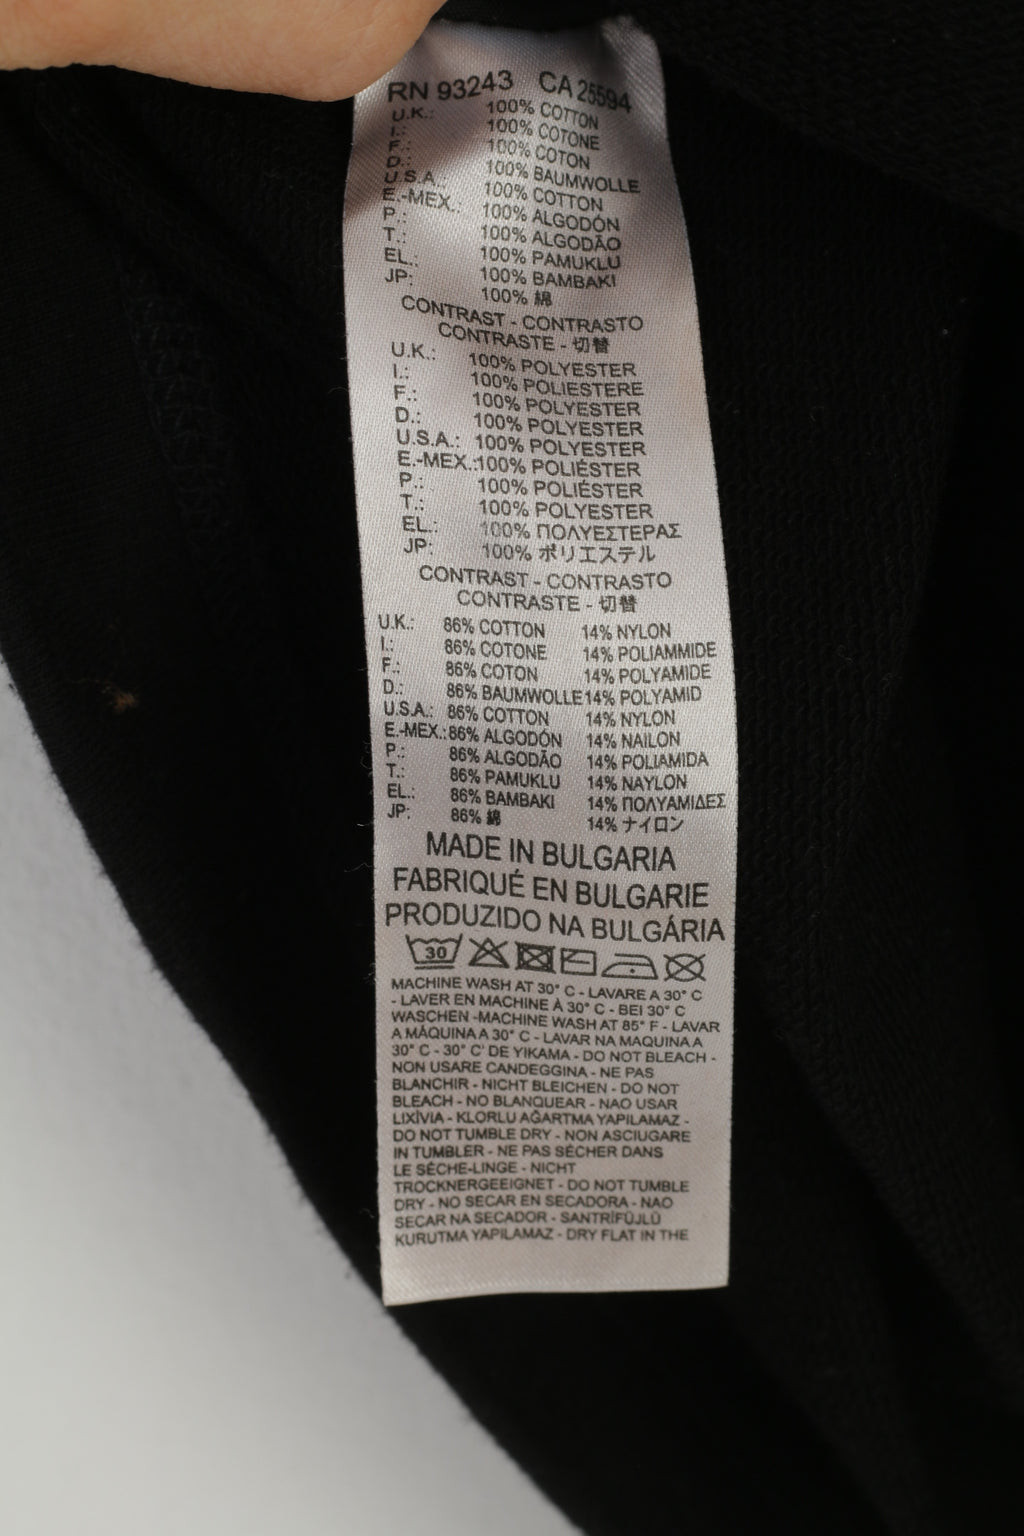 RN 93243 CA 25594
U.K.: 100% COTTON
I.: 100% COTONE
F.: 100% COTON
D.: 100% BAUMWOLLE
U.S.A.: 100% COTTON
E.-MEX.: 100% ALGODÓN
P.: 100% ALGODÃO
T.: 100% PAMUKLU
EL.: 100% BAMBAKI
JP: 100% 綿
CONTRAST - CONTRASTO
CONTRASTE - 切替
U.K.: 100% POLYESTER
I.: 100% POLIESTERE
F.: 100% POLYESTER
D.: 100% POLYESTER
U.S.A.: 100% POLYESTER
E.-MEX.:100% POLIÉSTER
P.: 100% POLIÉSTER
T.: 100% POLYESTER
EL.: 100% ΠΟΛΥΕΣΤΕΡΑΣ
JP: 100% ポリエステル
CONTRAST - CONTRASTO
CONTRASTE - 切替
U.K.: 86% COTTON 14% NYLON
I.: 86% COTONE 14% POLIAMMIDE
F.: 86% COTON 14% POLYAMIDE
D.: 86% BAUMWOLLE14% POLYAMID
U.S.A.: 86% COTTON 14% NYLON
E.-MEX.:86% ALGODÓN 14% NAILON
P.: 86% ALGODÃO 14% POLIAMIDA
T.: 86% PAMUKLU 14% NAYLON
EL.: 86% BAMBAKI 14% ΠΟΛΥΑΜΙΔΕΣ
JP: 86% 綿 14% ナイロン
MADE IN BULGARIA
FABRIQUÉ EN BULGARIE
PRODUZIDO NA BULGÁRIA
30
MACHINE WASH AT 30° C - LAVARE A 30° C
- LAVER EN MACHINE À 30° C - BEI 30° C
WASCHEN -MACHINE WASH AT 85° F - LAVAR
A MÁQUINA A 30° C - LAVAR NA MAQUINA A
30° C - 30° C' DE YIKAMA - DO NOT BLEACH -
NON USARE CANDEGGINA - NE PAS
BLANCHIR - NICHT BLEICHEN - DO NOT
BLEACH - NO BLANQUEAR - NAO USAR
LIXÍVIA - KLORLU AĞARTMA YAPILAMAZ -
DO NOT TUMBLE DRY - NON ASCIUGARE
IN TUMBLER - NE PAS SÉCHER DANS
LE SÈCHE-LINGE - NICHT
TROCKNERGEEIGNET - DO NOT TUMBLE
DRY - NO SECAR EN SECADORA - NAO
SECAR NA SECADOR - SANTRİFÜJLÜ
KURUTMA YAPILAMAZ - DRY FLAT IN THE